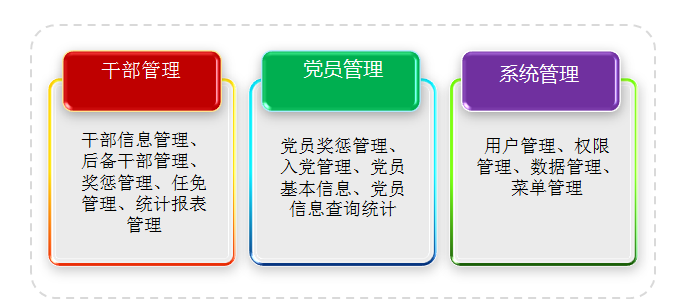 干部管理
干部信息管理、
后备干部管理、
奖惩管理、任免
管理、统计报表
管理
党员管理
党员奖惩管理、
入党管理、党员
基本信息、党员
信息查询统计
系统管理
用户管理、权限
管理、数据管理、
菜单管理